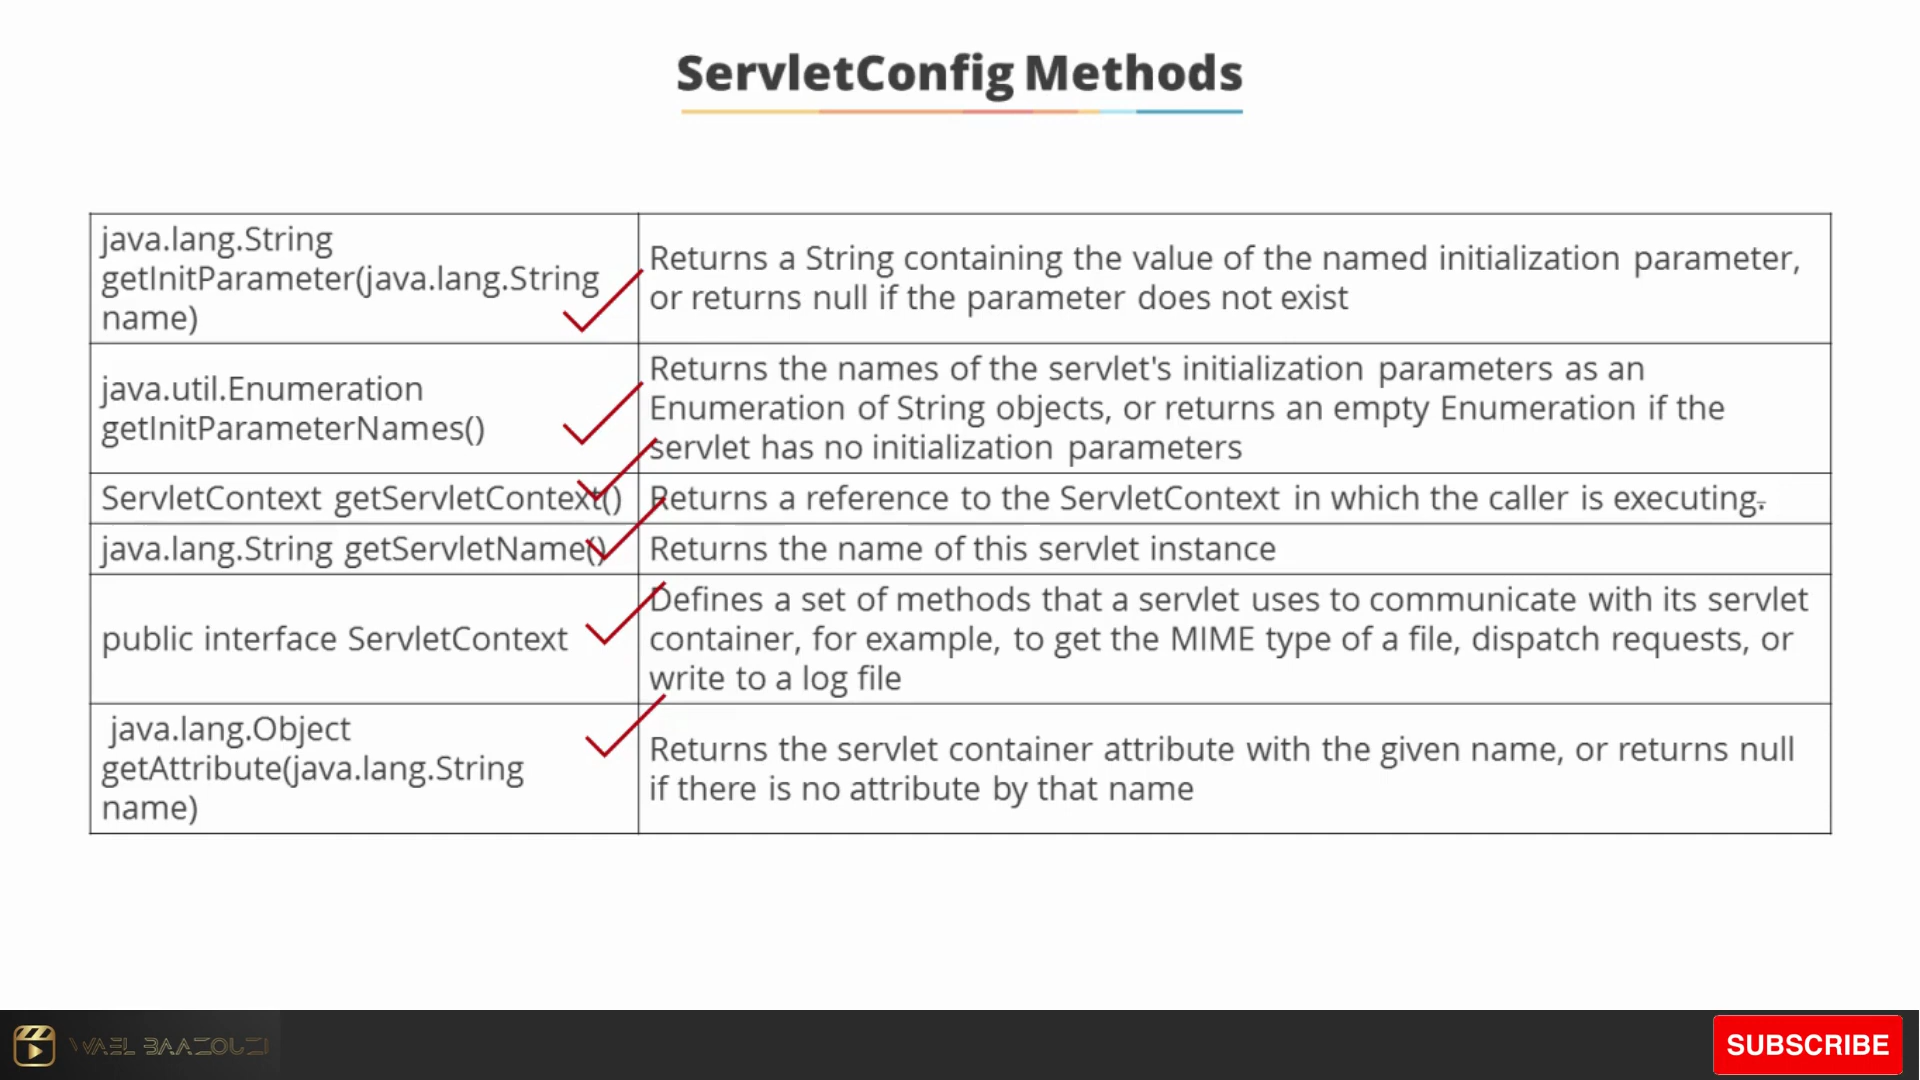 ServletConfig Methods
java.lang.String
getInitParameter(java.lang.String
name)
Returns a String containing the value of the named initialization parameter,
or returns null if the parameter does not exist
java.util.Enumeration
getInitParameterNames()
Returns the names of the servlet's initialization parameters as an
Enumeration of String objects, or returns an empty Enumeration if the
servlet has no initialization parameters
ServletContext getServletContext()
Returns a reference to the ServletContext in which the caller is executing.
java.lang.String getServletName()
Returns the name of this servlet instance
public interface ServletContext
Defines a set of methods that a servlet uses to communicate with its servlet
container, for example, to get the MIME type of a file, dispatch requests, or
write to a log file
java.lang.Object
getAttribute(java.lang.String
name)
Returns the servlet container attribute with the given name, or returns null
if there is no attribute by that name
WAEL BAAZOUZI
SUBSCRIBE